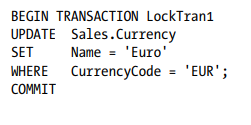 BEGIN TRANSACTION LockTran1
UPDATE  Sales.Currency
SET     Name = 'Euro'
WHERE   CurrencyCode = 'EUR';
COMMIT